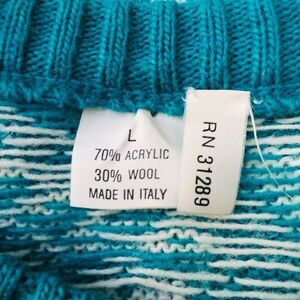 L
70% ACRYLIC
30% WOOL
MADE IN ITALY
RN 31289